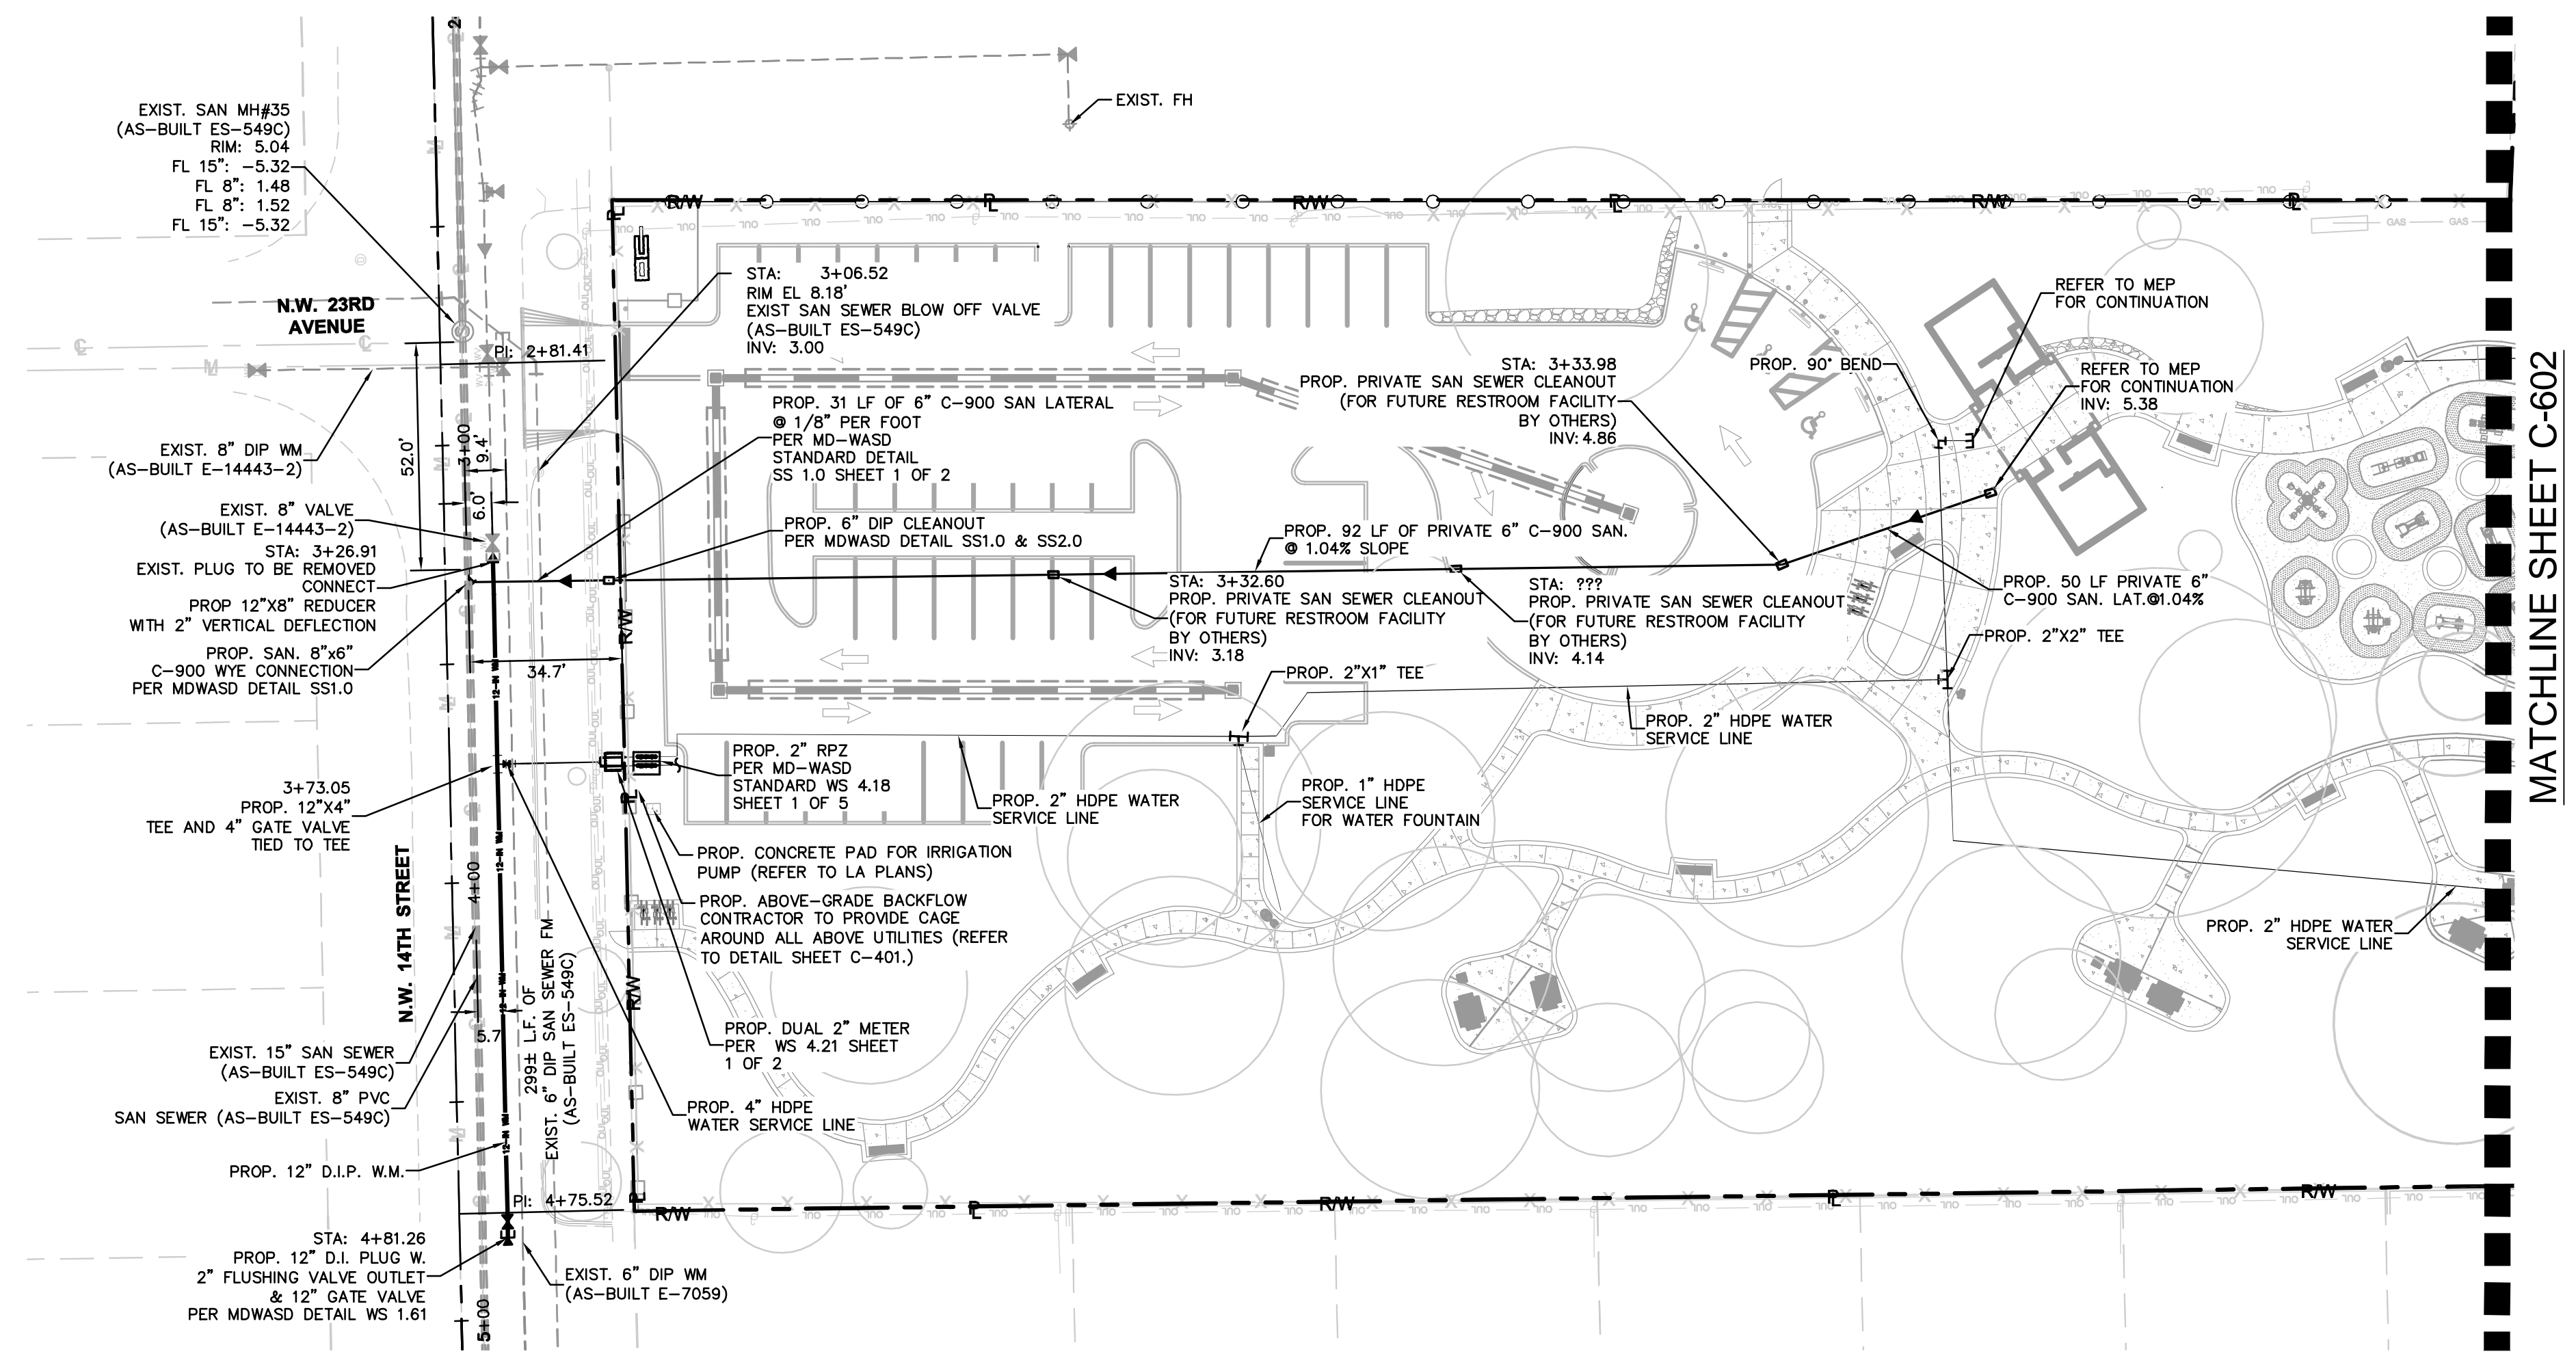 EXIST. SAN MH#35
(AS-BUILT ES-549C)
RIM: 5.04
FL 15": -5.32
FL 8": 1.48
FL 8": 1.52
FL 15": -5.32
EXIST. FH
N.W. 23RD
AVENUE
PI: 2+81.41
EXIST. 8" DIP WM
(AS-BUILT E-14443-2)
52.0'
3+00
9.4'
6.0'
EXIST. 8" VALVE
(AS-BUILT E-14443-2)
STA: 3+26.91
EXIST. PLUG TO BE REMOVED
CONNECT
PROP 12"X8" REDUCER
WITH 2" VERTICAL DEFLECTION
PROP. SAN. 8"x6"
C-900 WYE CONNECTION
PER MDWASD DETAIL SS1.0
34.7'
3+73.05
PROP. 12"X4"
TEE AND 4" GATE VALVE
TIED TO TEE
N.W. 14TH STREET
4+00
5.7
EXIST. 15" SAN SEWER
(AS-BUILT ES-549C)
EXIST. 8" PVC
SAN SEWER (AS-BUILT ES-549C)
PROP. 12" D.I.P. W.M.
299± L.F. OF
EXIST. 6" DIP SAN SEWER FM
(AS-BUILT ES-549C)
12-IN WM
12-IN WM
12-IN WM
12-IN WM
PI: 4+75.52
STA: 4+81.26
PROP. 12" D.I. PLUG W.
2" FLUSHING VALVE OUTLET
& 12" GATE VALVE
PER MDWASD DETAIL WS 1.61
5+00
EXIST. 6" DIP WM
(AS-BUILT E-7059)
STA: 3+06.52
RIM EL 8.18'
EXIST SAN SEWER BLOW OFF VALVE
(AS-BUILT ES-549C)
INV: 3.00
PROP. 31 LF OF 6" C-900 SAN LATERAL
@ 1/8" PER FOOT
PER MD-WASD
STANDARD DETAIL
SS 1.0 SHEET 1 OF 2
PROP. 6" DIP CLEANOUT
PER MDWASD DETAIL SS1.0 & SS2.0
PROP. 92 LF OF PRIVATE 6" C-900 SAN.
@ 1.04% SLOPE
STA: 3+32.60
PROP. PRIVATE SAN SEWER CLEANOUT
(FOR FUTURE RESTROOM FACILITY
BY OTHERS)
INV: 3.18
STA: ???
PROP. PRIVATE SAN SEWER CLEANOUT
(FOR FUTURE RESTROOM FACILITY
BY OTHERS)
INV: 4.14
STA: 3+33.98
PROP. PRIVATE SAN SEWER CLEANOUT
(FOR FUTURE RESTROOM FACILITY
BY OTHERS)
INV: 4.86
PROP. 90° BEND
REFER TO MEP
FOR CONTINUATION
REFER TO MEP
FOR CONTINUATION
INV: 5.38
PROP. 50 LF PRIVATE 6"
C-900 SAN. LAT.@1.04%
PROP. 2"X2" TEE
PROP. 2"X1" TEE
PROP. 2" HDPE WATER
SERVICE LINE
PROP. 2" RPZ
PER MD-WASD
STANDARD WS 4.18
SHEET 1 OF 5
PROP. 2" HDPE WATER
SERVICE LINE
PROP. 1" HDPE
SERVICE LINE
FOR WATER FOUNTAIN
PROP. CONCRETE PAD FOR IRRIGATION
PUMP (REFER TO LA PLANS)
PROP. ABOVE-GRADE BACKFLOW
CONTRACTOR TO PROVIDE CAGE
AROUND ALL ABOVE UTILITIES (REFER
TO DETAIL SHEET C-401.)
PROP. DUAL 2" METER
PER WS 4.21 SHEET
1 OF 2
PROP. 4" HDPE
WATER SERVICE LINE
PROP. 2" HDPE WATER
SERVICE LINE
R/W
R/W
R/W
R/W
R/W
R/W
R/W
R/W
GAS
GAS
MATCHLINE SHEET C-602